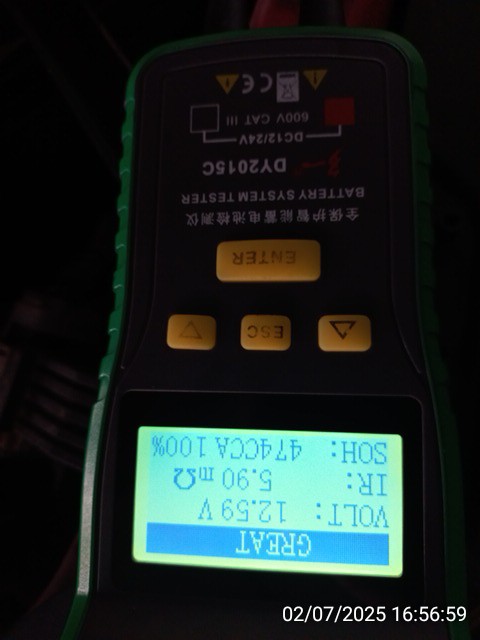 GREAT
VOLT: 12.59 V
IR: 5.90 mΩ
SOH: 474CCA 100%
ESC
ENTER
全保护智能蓄电池检测仪
BATTERY SYSTEM TESTER
DY2015C
DC12/24V
600V CAT III
CE
02/07/2025 16:56:59